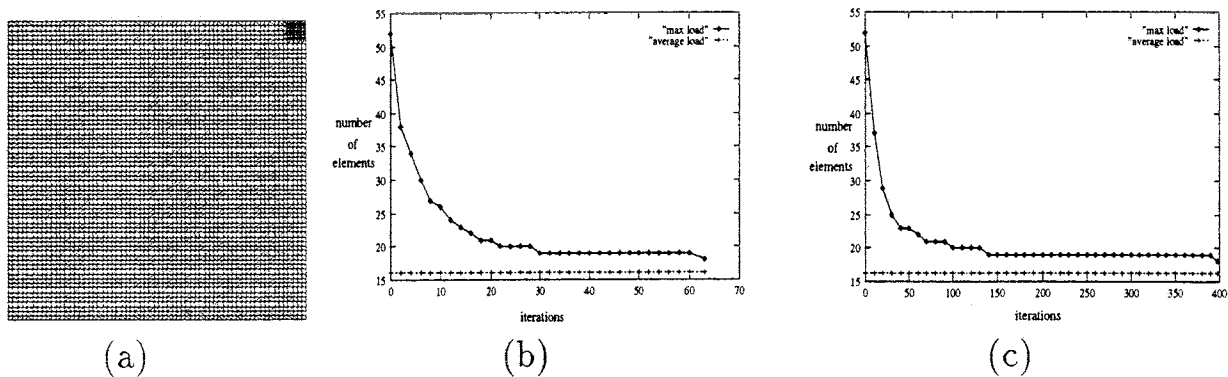 55
50
45
40
35
30
25
20
15
number
of
elements
"max load"
"average load"
0 10 20 30 40 50 60 70
iterations
55
50
45
40
35
30
25
20
15
number
of
elements
"max load"
"average load"
0 50 100 150 200 250 300 350 400
iterations
(a) (b) (c)